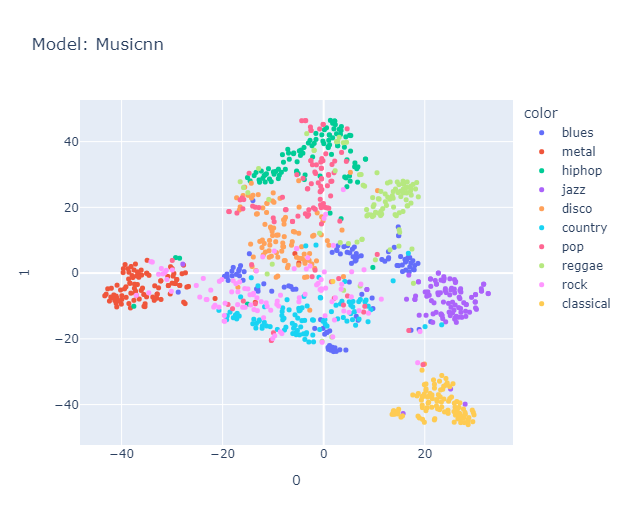 Model: Musicnn
color
blues
metal
hiphop
jazz
disco
country
pop
reggae
rock
classical
40
20
0
−20
−40
1
−40
−20
0
20
0